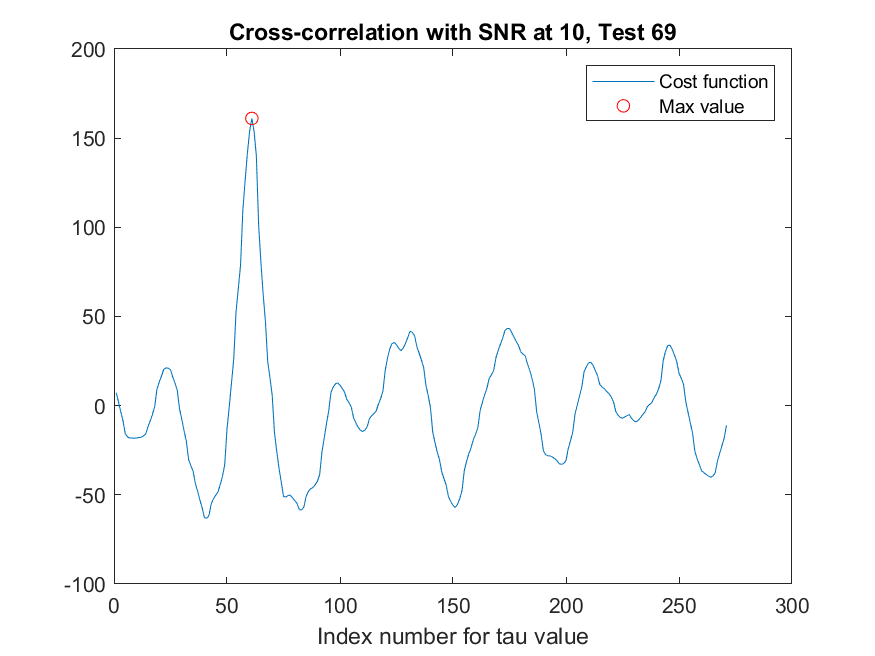 Cross-correlation with SNR at 10, Test 69
200
150
100
50
0
-50
-100
Cost function
Max value
0 50 100 150 200 250 300
Index number for tau value